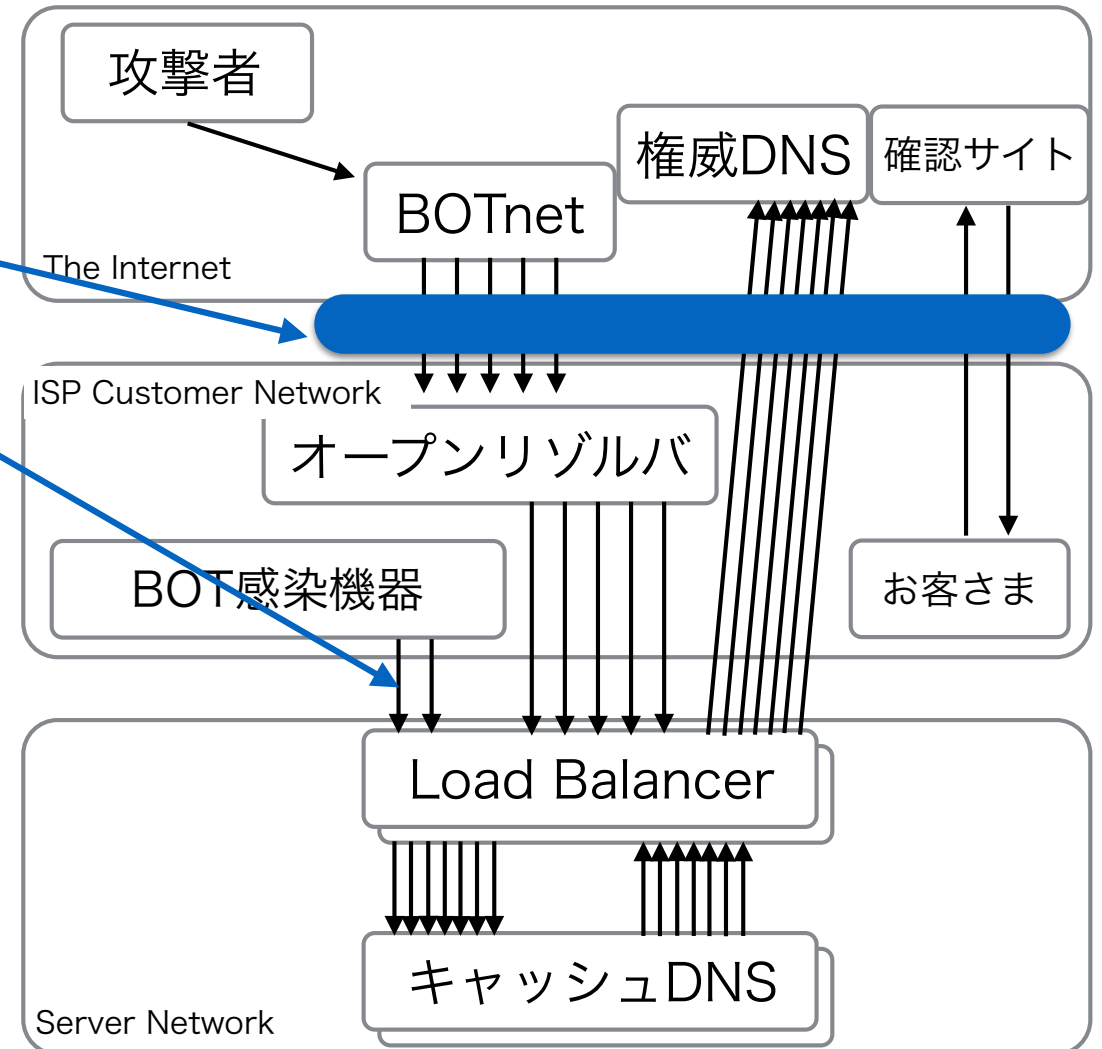 攻撃者
権威DNS
確認サイト
BOTnet
The Internet
ISP Customer Network
オープンリゾルバ
BOT感染機器
お客さま
Load Balancer
キャッシュDNS
Server Network